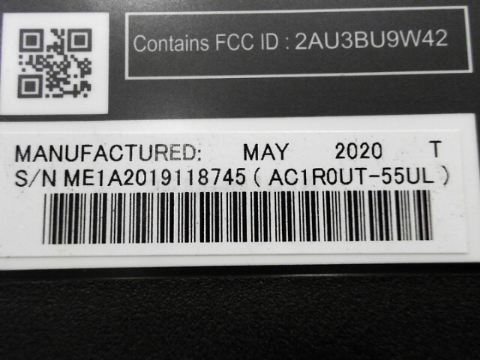 Contains FCC ID : 2AU3BU9W42
MANUFACTURED: MAY 2020 T
S/N ME1A2019118745 ( AC1R0UT-55UL )